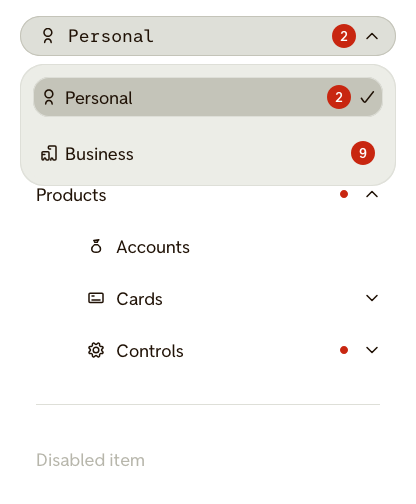 Personal 2
Personal 2
Business 9
Products
Accounts
Cards
Controls
Disabled item